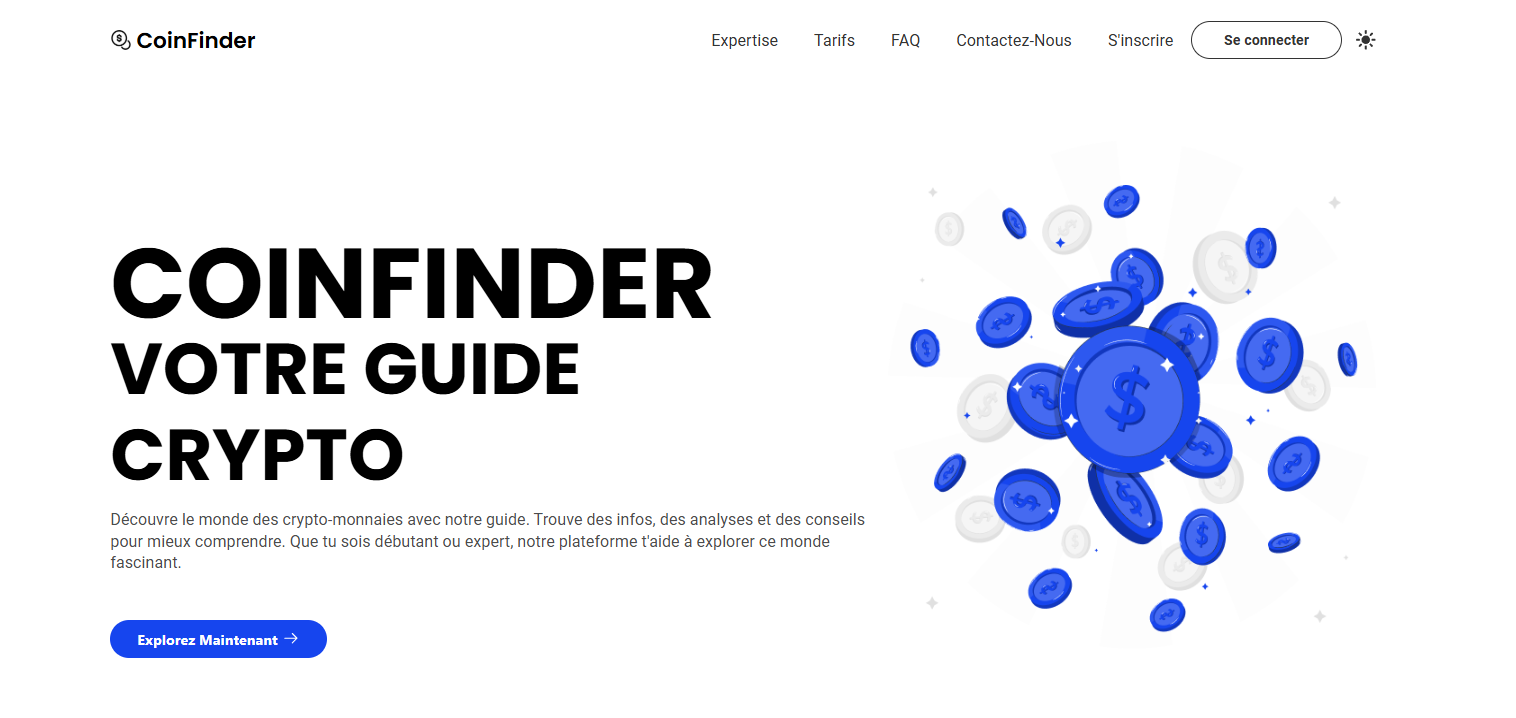 CoinFinder
Expertise
Tarifs
FAQ
Contactez-Nous
S'inscrire
Se connecter
COINFINDER
VOTRE GUIDE
CRYPTO
Découvre le monde des crypto-monnaies avec notre guide. Trouve des infos, des analyses et des conseils
pour mieux comprendre. Que tu sois débutant ou expert, notre plateforme t'aide à explorer ce monde
fascinant.
Explorez Maintenant →